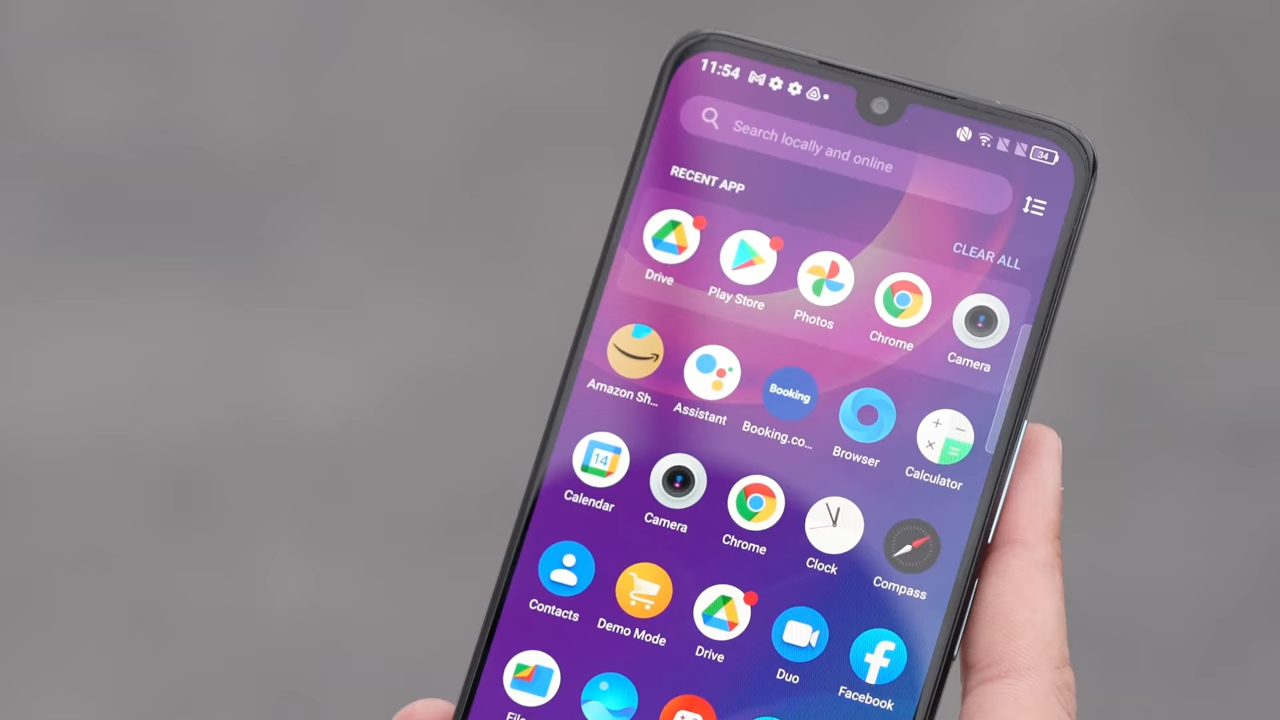 11:54
34
Search locally and online
RECENT APP
CLEAR ALL
Drive
Play Store
Photos
Chrome
Camera
Amazon Sh...
Assistant
Booking
Booking.co...
Browser
Calculator
14
Calendar
Camera
Chrome
Clock
Compass
Contacts
Demo Mode
Drive
Duo
Facebook